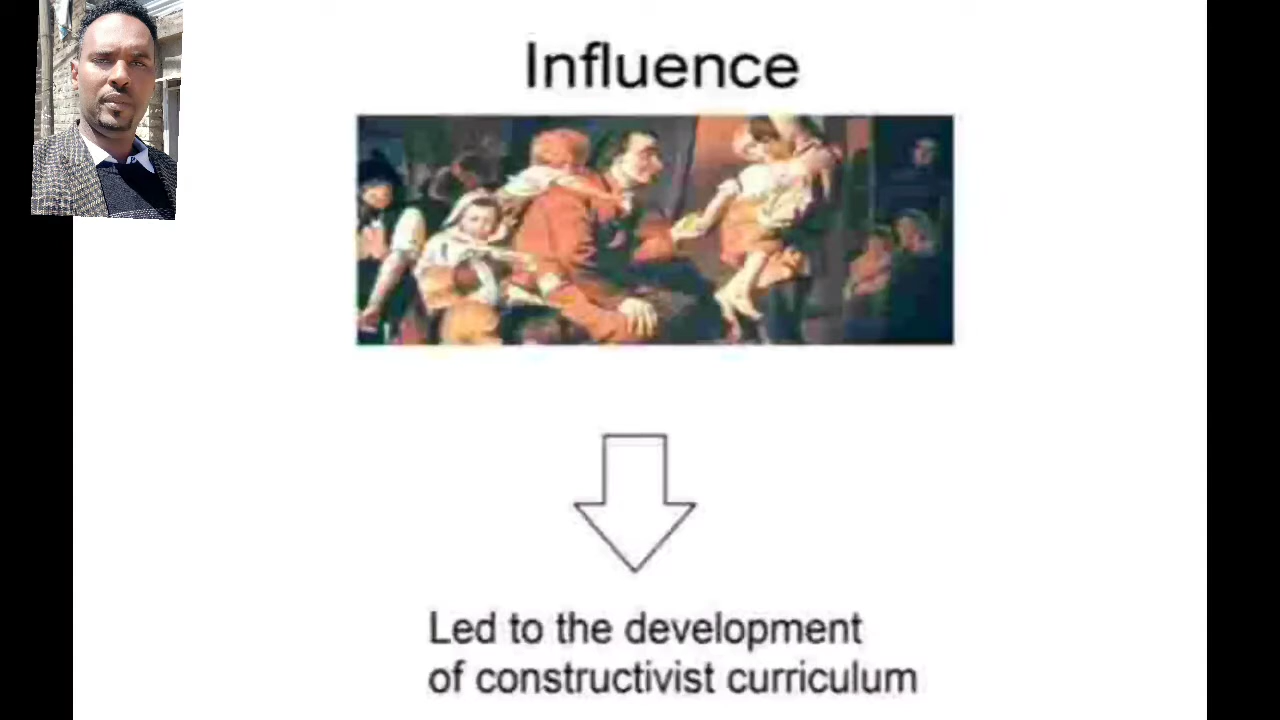 Influence
Led to the development
of constructivist curriculum